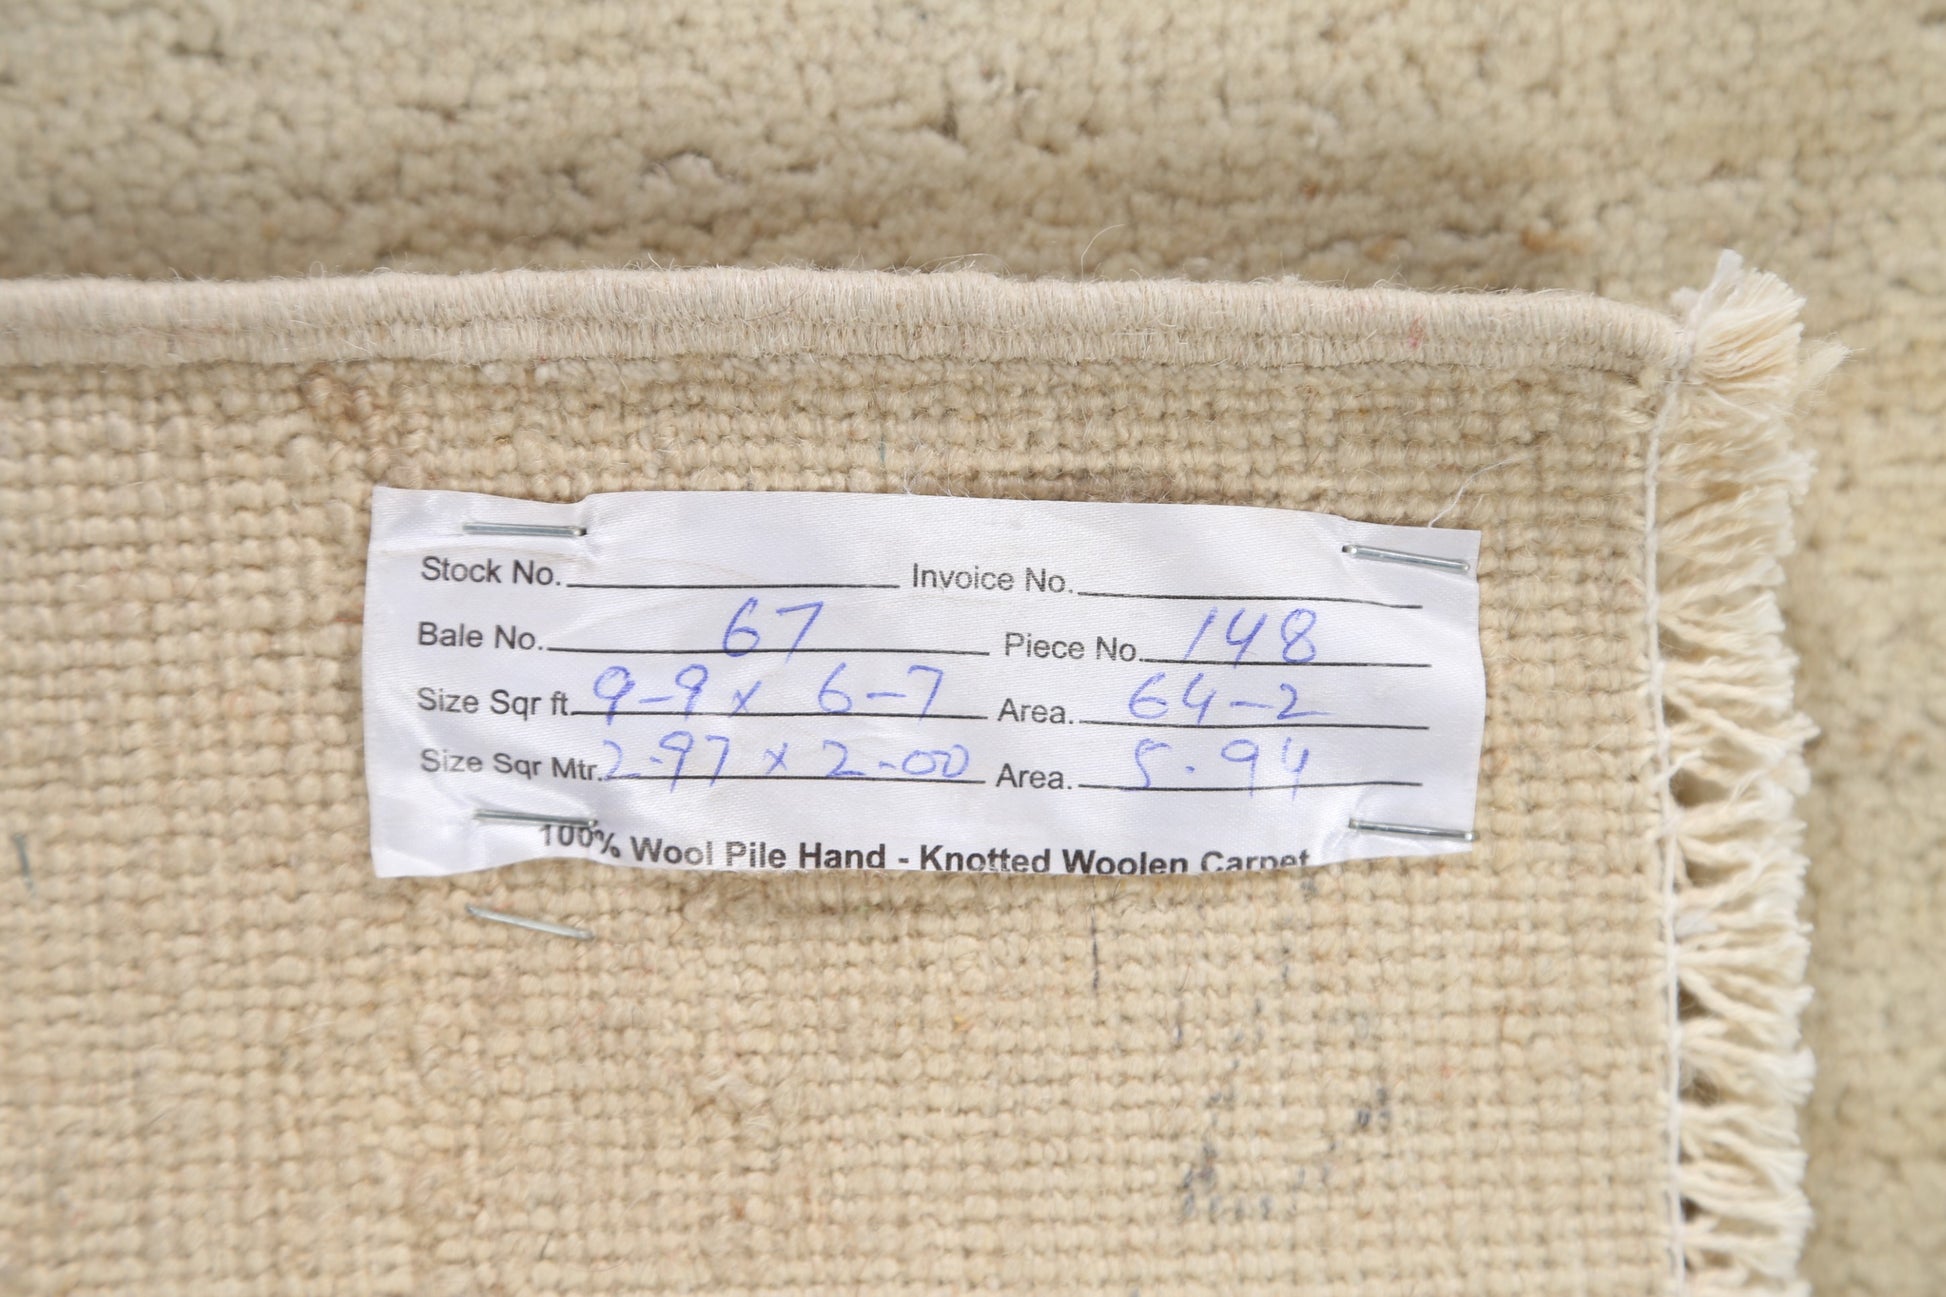 Stock No. Invoice No.
Bale No. 67 Piece No. 148
Size Sqr ft. 9-9 x 6-7 Area. 64-2
Size Sqr Mtr. 2.97 x 2.00 Area. 5.94
100% Wool Pile Hand - Knotted Woolen Carpet